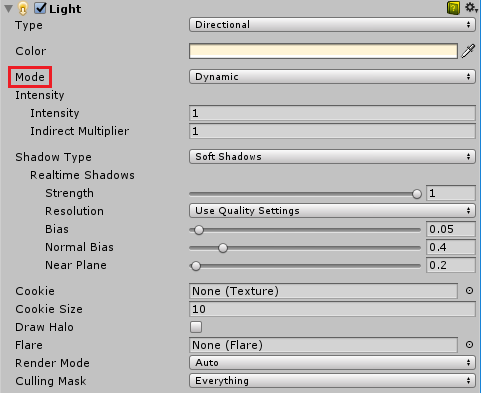 Light
Type Directional
Color
Mode Dynamic
Intensity
Intensity 1
Indirect Multiplier 1
Shadow Type Soft Shadows
Realtime Shadows
Strength 1
Resolution Use Quality Settings
Bias 0.05
Normal Bias 0.4
Near Plane 0.2
Cookie None (Texture)
Cookie Size 10
Draw Halo
Flare None (Flare)
Render Mode Auto
Culling Mask Everything